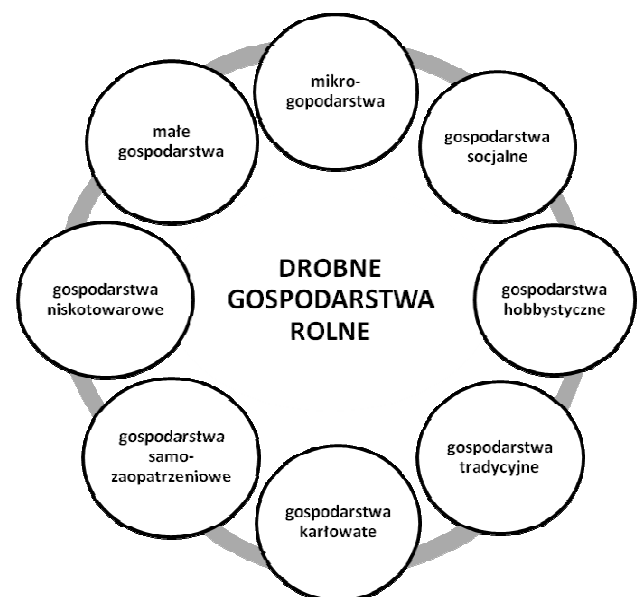 mikro-
gopodarstwa
gospodarstwa
socjalne
gospodarstwa
hobbystyczne
gospodarstwa
tradycyjne
gospodarstwa
karłowate
gospodarstwa
samo-
zaopatrzeniowe
gospodarstwa
niskotowarowe
małe
gospodarstwa
DROBNE
GOSPODARSTWA
ROLNE